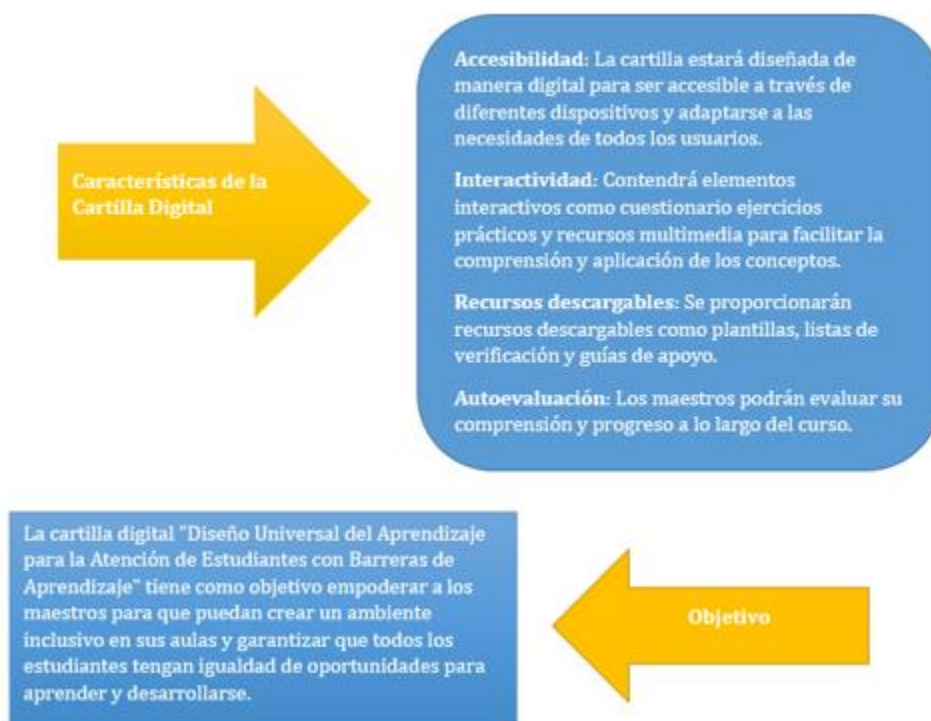 Características de la
Cartilla Digital
Accesibilidad: La cartilla estará diseñada de
manera digital para ser accesible a través de
diferentes dispositivos y adaptarse a las
necesidades de todos los usuarios.
Interactividad: Contendrá elementos
interactivos como cuestionario ejercicios
prácticos y recursos multimedia para facilitar la
comprensión y aplicación de los conceptos.
Recursos descargables: Se proporcionarán
recursos descargables como plantillas, listas de
verificación y guías de apoyo.
Autoevaluación: Los maestros podrán evaluar su
comprensión y progreso a lo largo del curso.
La cartilla digital "Diseño Universal del Aprendizaje
para la Atención de Estudiantes con Barreras de
Aprendizaje" tiene como objetivo empoderar a los
maestros para que puedan crear un ambiente
inclusivo en sus aulas y garantizar que todos los
estudiantes tengan igualdad de oportunidades para
aprender y desarrollarse.
Objetivo